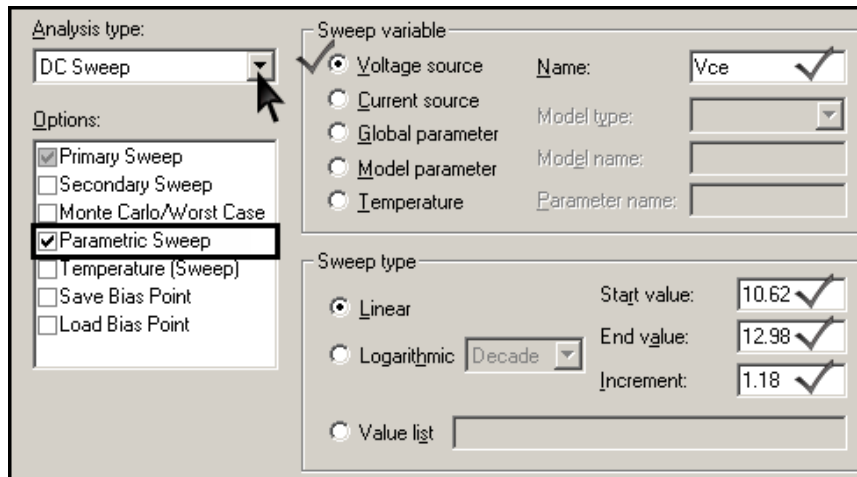 Analysis type:
DC Sweep
Options:
Primary Sweep
Secondary Sweep
Monte Carlo/Worst Case
Parametric Sweep
Temperature (Sweep)
Save Bias Point
Load Bias Point
Sweep variable
Voltage source
Current source
Global parameter
Model parameter
Temperature
Name:
Vce
Model type:
Model name:
Parameter name:
Sweep type
Linear
Logarithmic
Decade
Start value:
10.62
End value:
12.98
Increment:
1.18
Value list